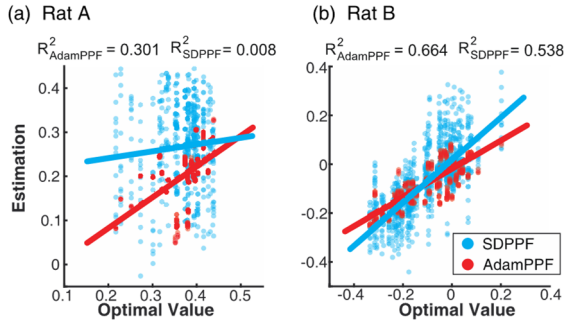 (a) Rat A
R²AdamPPF = 0.301 R²SDPPF = 0.008
0.4
0.3
0.2
0.1
0
Estimation
0.1 0.2 0.3 0.4 0.5
Optimal Value
(b) Rat B
R²AdamPPF = 0.664 R²SDPPF = 0.538
0.4
0.2
0
-0.2
-0.4
SDPPF
AdamPPF
-0.4 -0.2 0 0.2 0.4
Optimal Value